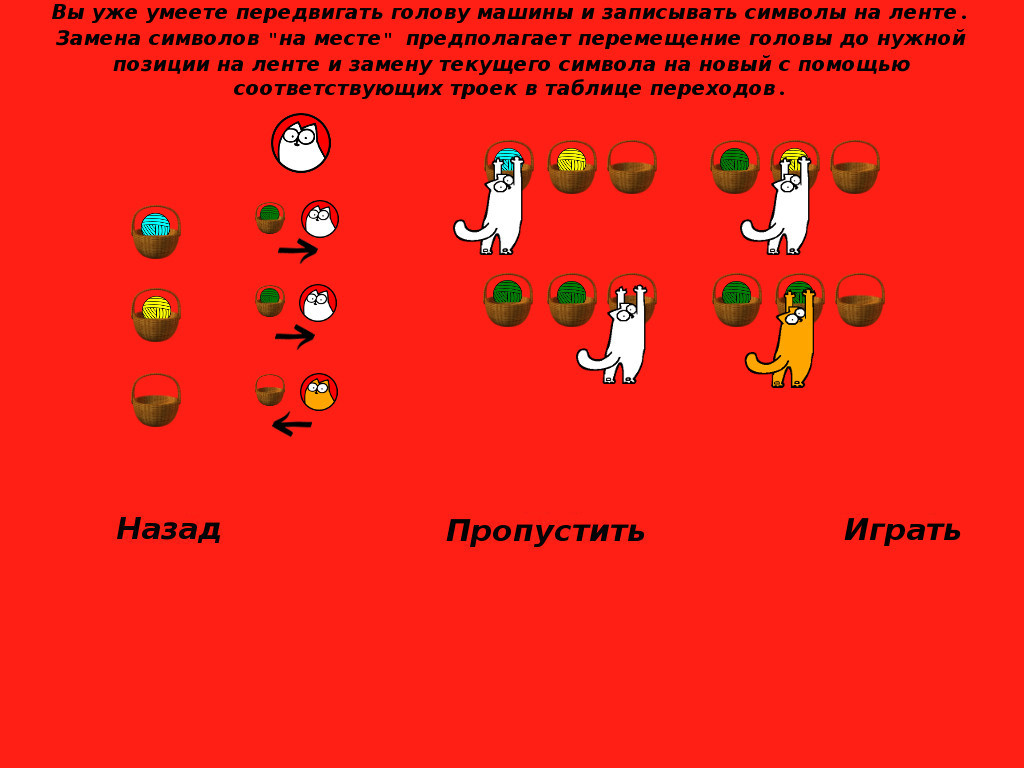 Вы уже умеете передвигать голову машины и записывать символы на ленте.
Замена символов "на месте" предполагает перемещение головы до нужной
позиции на ленте и замену текущего символа на новый с помощью
соответствующих троек в таблице переходов.
Назад
Пропустить
Играть